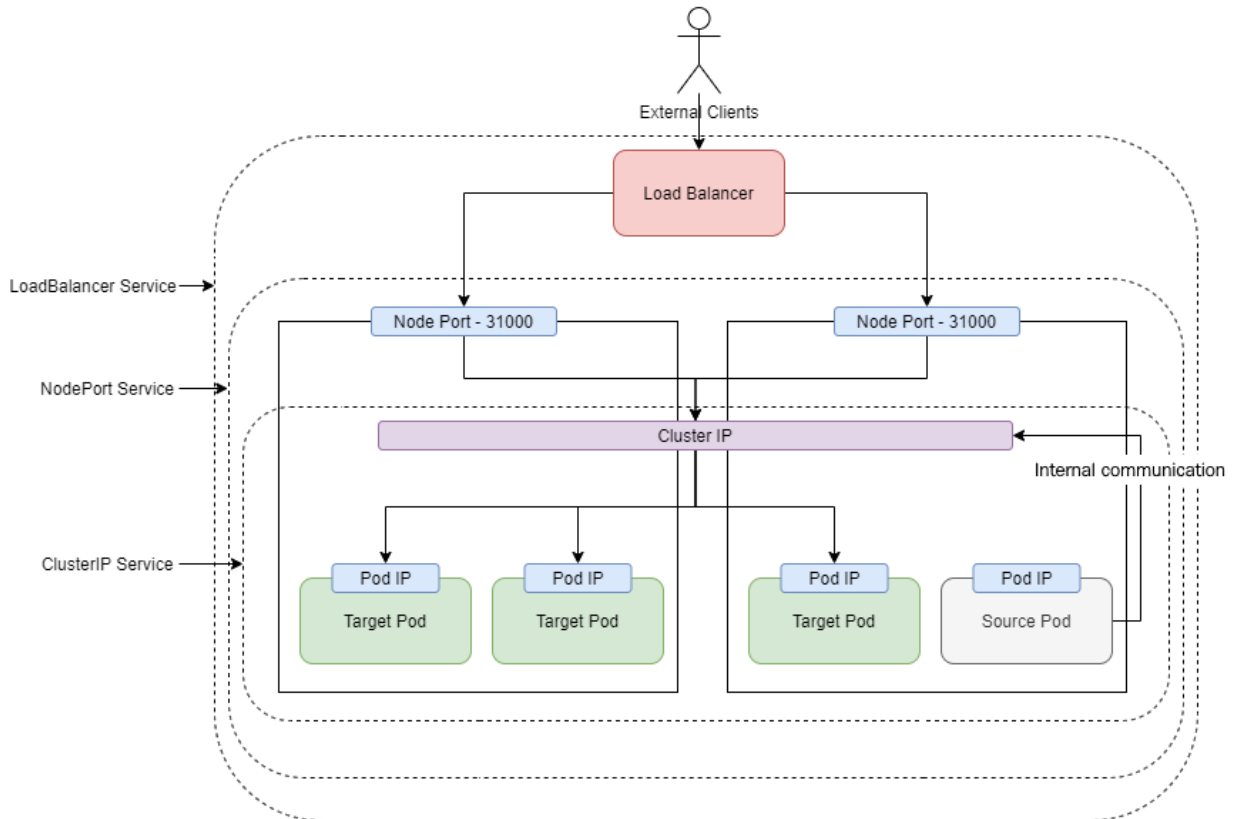 External Clients
Load Balancer
LoadBalancer Service
Node Port - 31000
Node Port - 31000
NodePort Service
Cluster IP
Internal communication
ClusterIP Service
Pod IP
Pod IP
Pod IP
Pod IP
Target Pod
Target Pod
Target Pod
Source Pod